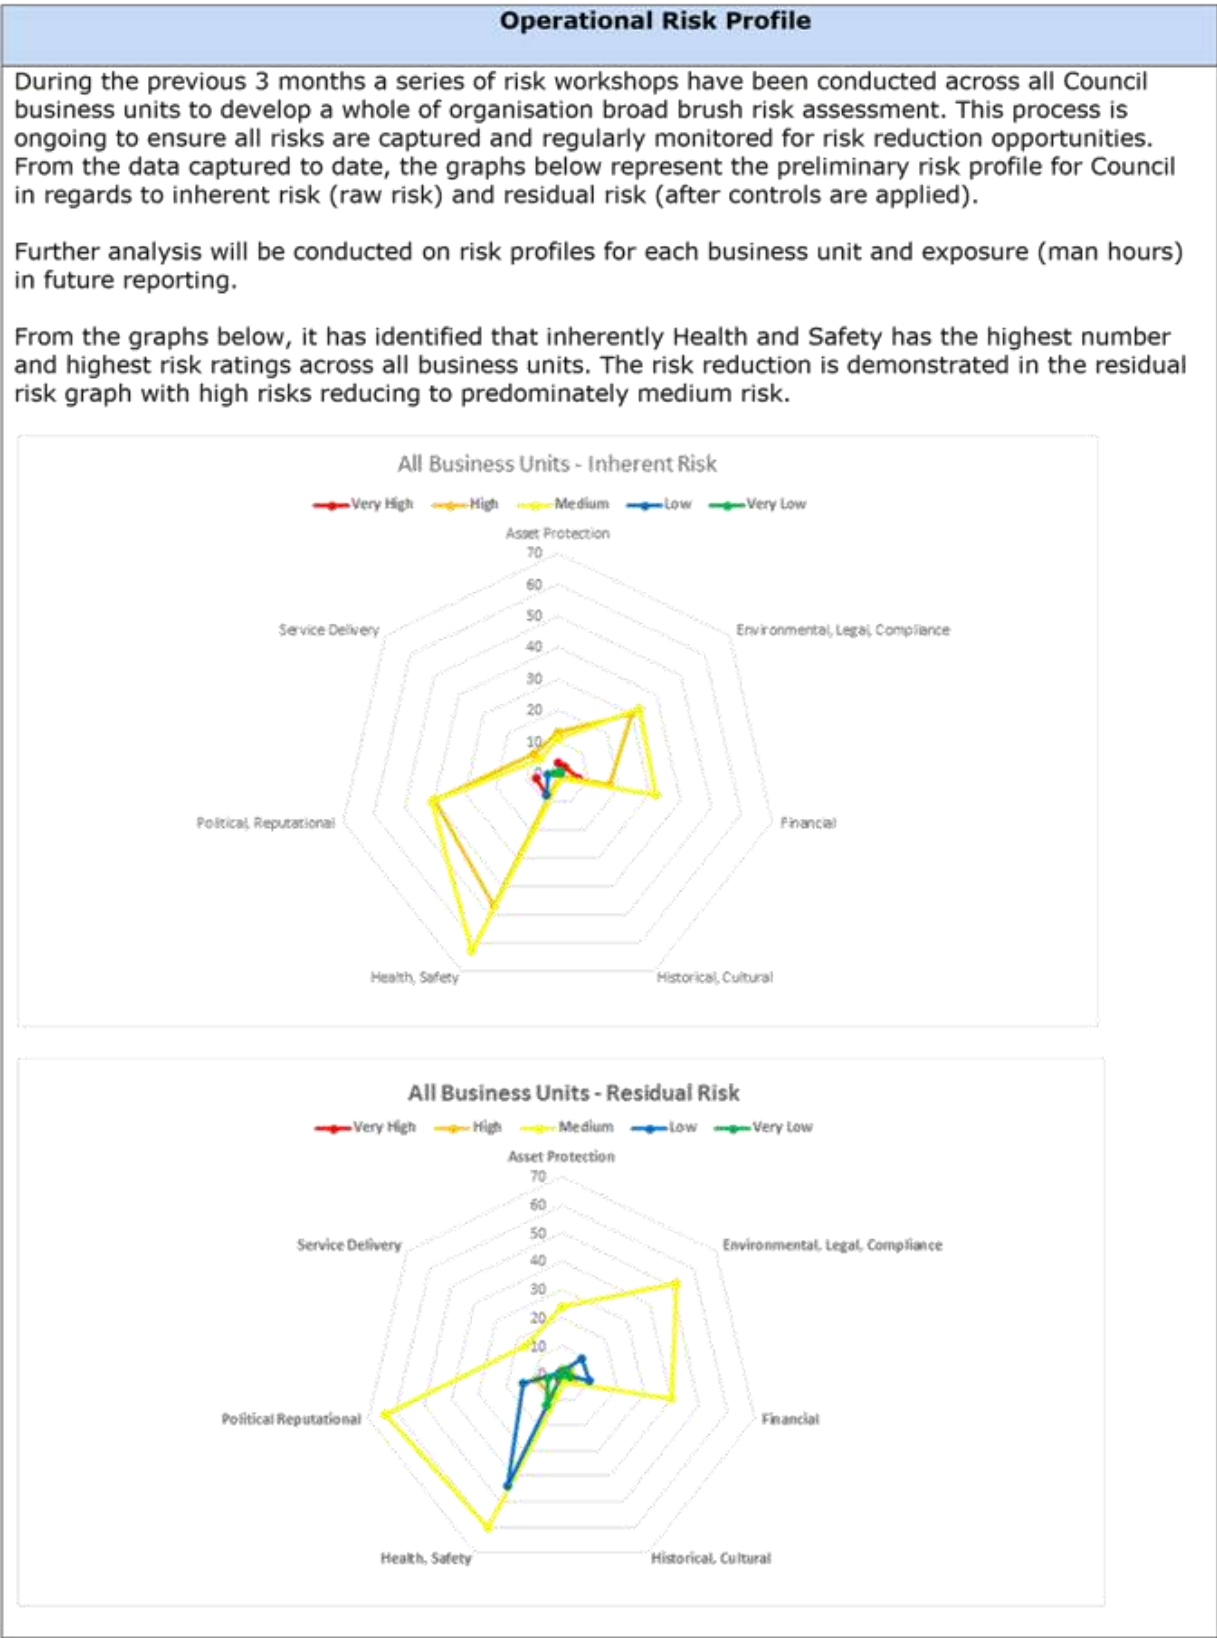 Operational Risk Profile
During the previous 3 months a series of risk workshops have been conducted across all Council
business units to develop a whole of organisation broad brush risk assessment. This process is
ongoing to ensure all risks are captured and regularly monitored for risk reduction opportunities.
From the data captured to date, the graphs below represent the preliminary risk profile for Council
in regards to inherent risk (raw risk) and residual risk (after controls are applied).
Further analysis will be conducted on risk profiles for each business unit and exposure (man hours)
in future reporting.
From the graphs below, it has identified that inherently Health and Safety has the highest number
and highest risk ratings across all business units. The risk reduction is demonstrated in the residual
risk graph with high risks reducing to predominately medium risk.
All Business Units - Inherent Risk
Very High High Medium Low Very Low
Asset Protection
70
60
50
40
30
20
10
0
Environmental, Legal, Compliance
Financial
Historical, Cultural
Health, Safety
Political, Reputational
Service Delivery
All Business Units - Residual Risk
Very High High Medium Low Very Low
Asset Protection
70
60
50
40
30
20
10
0
Environmental, Legal, Compliance
Financial
Historical, Cultural
Health, Safety
Political Reputational
Service Delivery